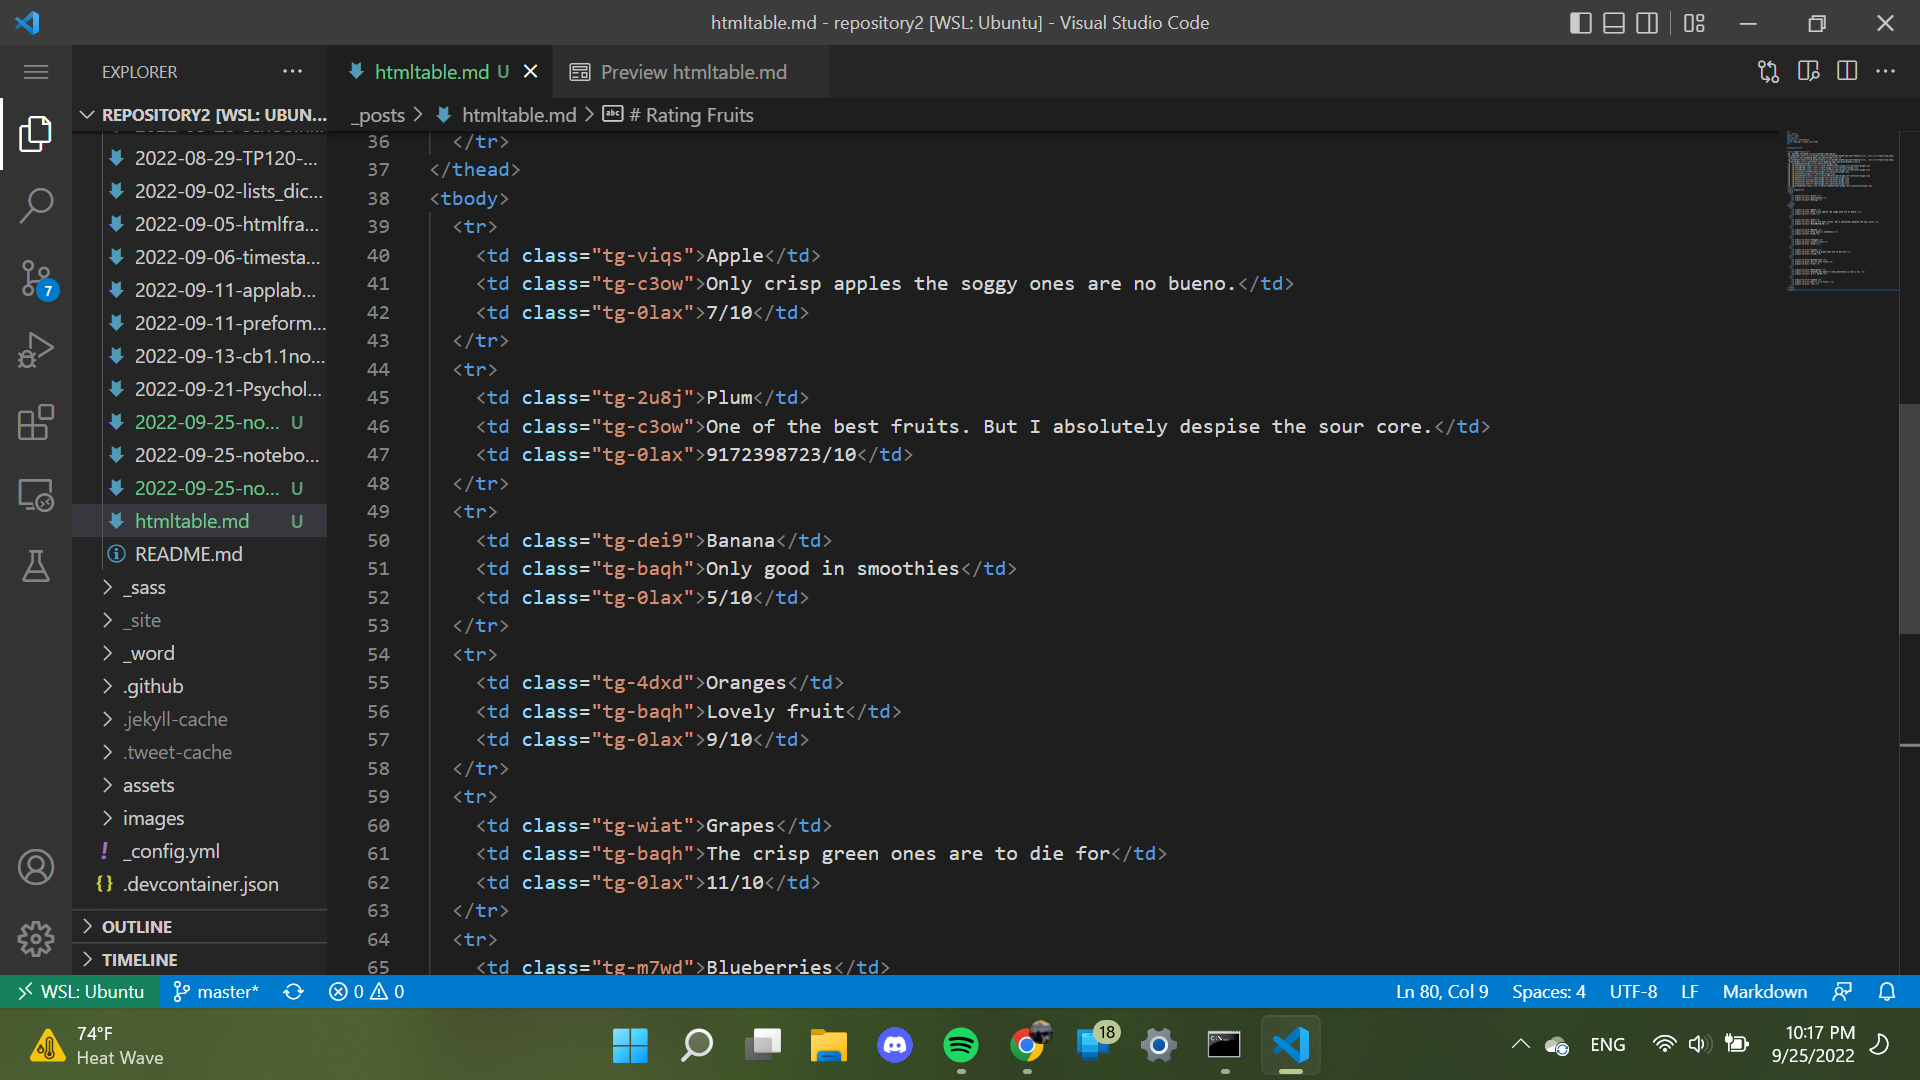 htmltable.md - repository2 [WSL: Ubuntu] - Visual Studio Code
EXPLORER
htmltable.md U
Preview htmltable.md
REPOSITORY2 [WSL: UBUN...
_posts > htmltable.md > # Rating Fruits
2022-08-29-TP120-...
2022-09-02-lists_dic...
2022-09-05-htmlfra...
2022-09-06-timesta...
2022-09-11-applab...
2022-09-11-preform...
2022-09-13-cb1.1no...
2022-09-21-Psychol...
2022-09-25-no... U
2022-09-25-notebo...
2022-09-25-no... U
htmltable.md U
README.md
_sass
_site
_word
.github
.jekyll-cache
.tweet-cache
assets
images
! _config.yml
{} .devcontainer.json
OUTLINE
TIMELINE
7
36 </tr>
37 </thead>
38 <tbody>
39 <tr>
40 <td class="tg-viqs">Apple</td>
41 <td class="tg-c3ow">Only crisp apples the soggy ones are no bueno.</td>
42 <td class="tg-0lax">7/10</td>
43 </tr>
44 <tr>
45 <td class="tg-2u8j">Plum</td>
46 <td class="tg-c3ow">One of the best fruits. But I absolutely despise the sour core.</td>
47 <td class="tg-0lax">9172398723/10</td>
48 </tr>
49 <tr>
50 <td class="tg-dei9">Banana</td>
51 <td class="tg-baqh">Only good in smoothies</td>
52 <td class="tg-0lax">5/10</td>
53 </tr>
54 <tr>
55 <td class="tg-4dxd">Oranges</td>
56 <td class="tg-baqh">Lovely fruit</td>
57 <td class="tg-0lax">9/10</td>
58 </tr>
59 <tr>
60 <td class="tg-wiat">Grapes</td>
61 <td class="tg-baqh">The crisp green ones are to die for</td>
62 <td class="tg-0lax">11/10</td>
63 </tr>
64 <tr>
65 <td class="tg-m7wd">Blueberries</td>
WSL: Ubuntu master* 0 0 Ln 80, Col 9 Spaces: 4 UTF-8 LF Markdown
74°F
Heat Wave
18
ENG
10:17 PM
9/25/2022